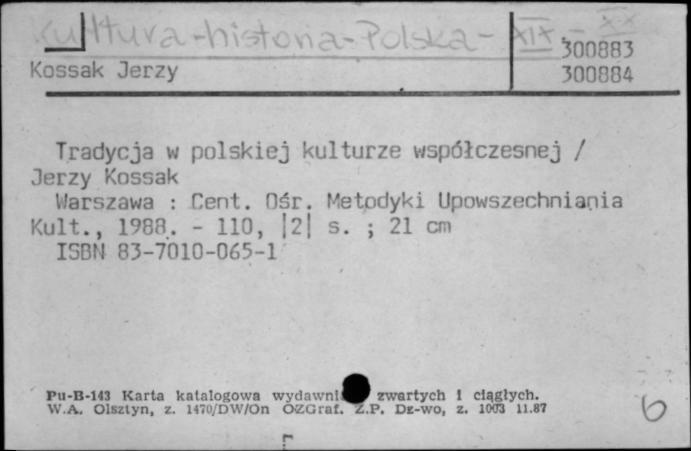 Kultura-historia-Polska- XIX - XX
300883
Kossak Jerzy
300884
Tradycja w polskiej kulturze współczesnej /
Jerzy Kossak
Warszawa : Cent. Ośr. Metodyki Upowszechniania
Kult., 1988. - 110, |2| s. ; 21 cm
ISBN 83-7010-065-1
Pu-B-143 Karta katalogowa wydawni zwartych i ciągłych.
W.A. Olsztyn, z. 1470/DW/On OZGraf. Z.P. Dz-wo, z. 1003 11.87
6